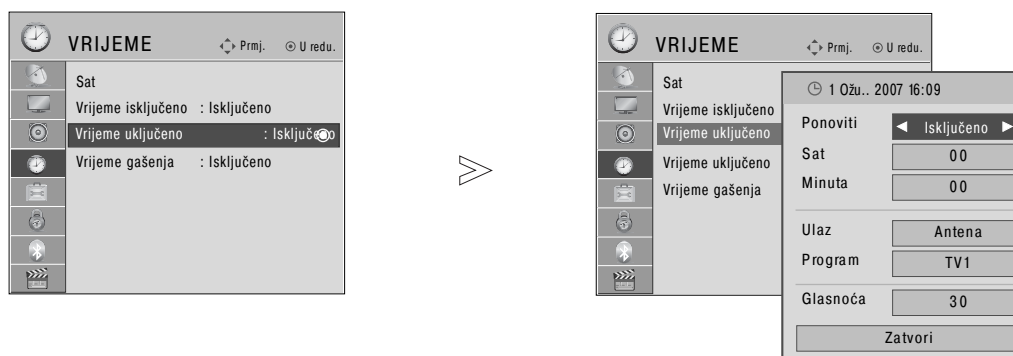 VRIJEME Prmj. U redu.
Sat
Vrijeme isključeno : Isključeno
Vrijeme uključeno : Isključeno
Vrijeme gašenja : Isključeno
VRIJEME Prmj. U redu.
Sat
Vrijeme isključeno
Vrijeme uključeno
Vrijeme uključeno
Vrijeme gašenja
1 Ožu.. 2007 16:09
Ponoviti Isključeno
Sat 00
Minuta 00
Ulaz Antena
Program TV1
Glasnoća 30
Zatvori